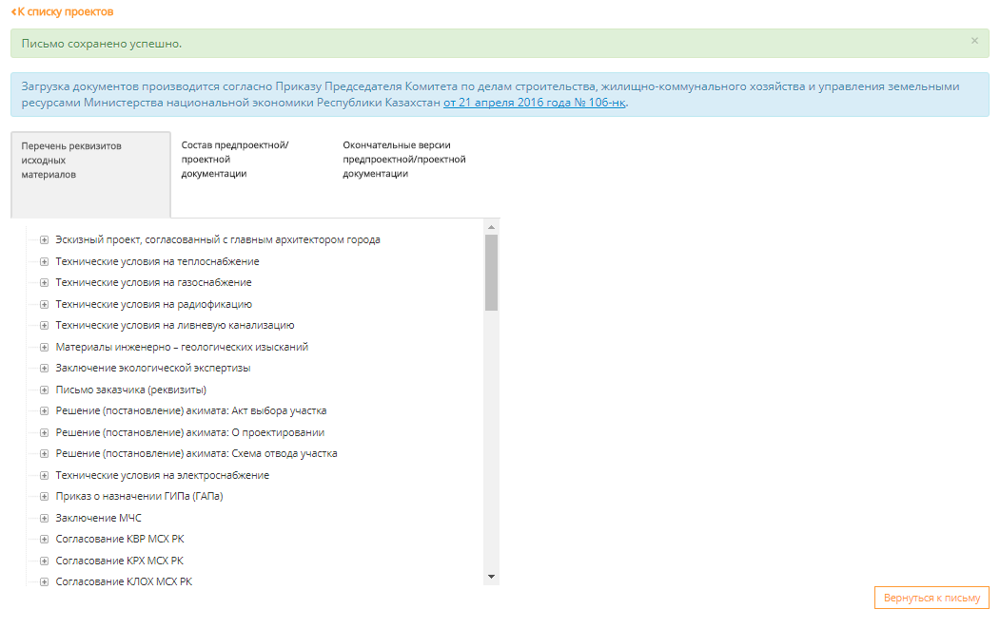 К списку проектов
Письмо сохранено успешно.
×
Загрузка документов производится согласно Приказу Председателя Комитета по делам строительства, жилищно-коммунального хозяйства и управления земельными
ресурсами Министерства национальной экономики Республики Казахстан от 21 апреля 2016 года № 106-нк.
Перечень реквизитов
исходных
материалов
Состав предпроектной/
проектной
документации
Окончательные версии
предпроектной/проектной
документации
Эскизный проект, согласованный с главным архитектором города
Технические условия на теплоснабжение
Технические условия на газоснабжение
Технические условия на радиофикацию
Технические условия на ливневую канализацию
Материалы инженерно – геологических изысканий
Заключение экологической экспертизы
Письмо заказчика (реквизиты)
Решение (постановление) акимата: Акт выбора участка
Решение (постановление) акимата: О проектировании
Решение (постановление) акимата: Схема отвода участка
Технические условия на электроснабжение
Приказ о назначении ГИПа (ГАПа)
Заключение МЧС
Согласование КВР МСХ РК
Согласование КРХ МСХ РК
Согласование КЛОХ МСХ РК
Вернуться к письму